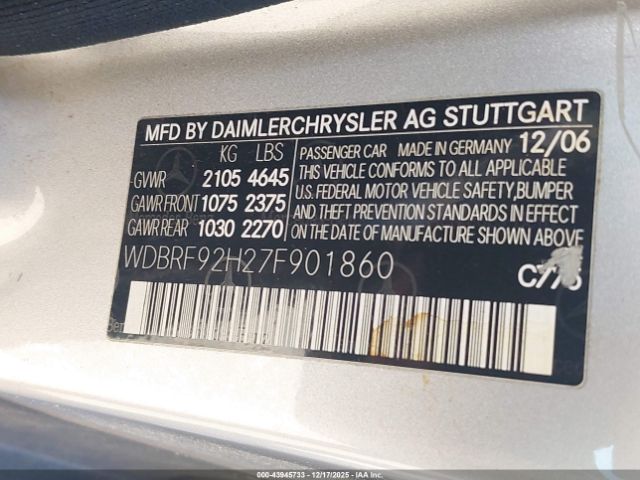 MFD BY DAIMLERCHRYSLER AG STUTTGART
KG LBS
GVWR 2105 4645
GAWR FRONT 1075 2375
GAWR REAR 1030 2270
PASSENGER CAR MADE IN GERMANY 12/06
THIS VEHICLE CONFORMS TO ALL APPLICABLE
U.S. FEDERAL MOTOR VEHICLE SAFETY, BUMPER
AND THEFT PREVENTION STANDARDS IN EFFECT
ON THE DATE OF MANUFACTURE SHOWN ABOVE.
WDBRF92H27F901860
000-43945733 - 12/17/2025 - IAAI.COM